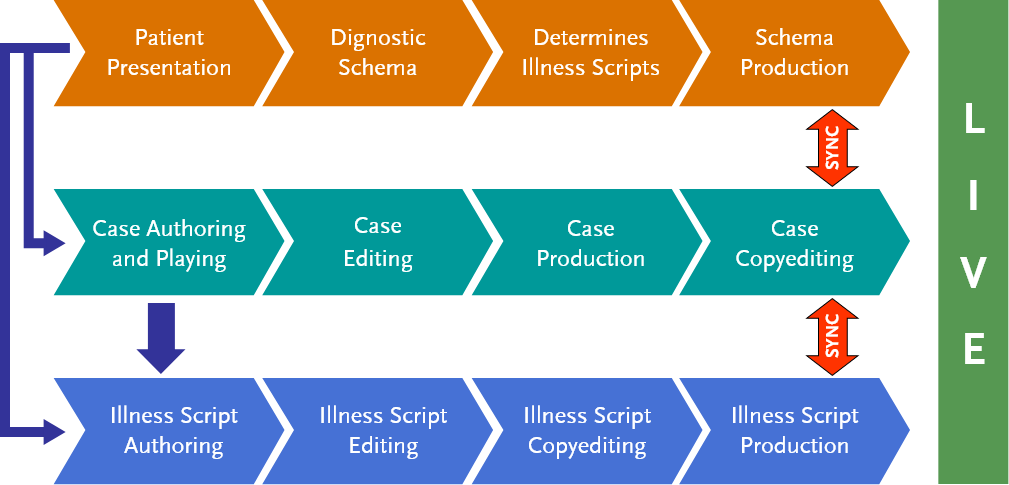 Patient
Presentation
Dignostic
Schema
Determines
Illness Scripts
Schema
Production
SYNC
Case Authoring
and Playing
Case
Editing
Case
Production
Case
Copyediting
SYNC
Illness Script
Authoring
Illness Script
Editing
Illness Script
Copyediting
Illness Script
Production
L
I
V
E